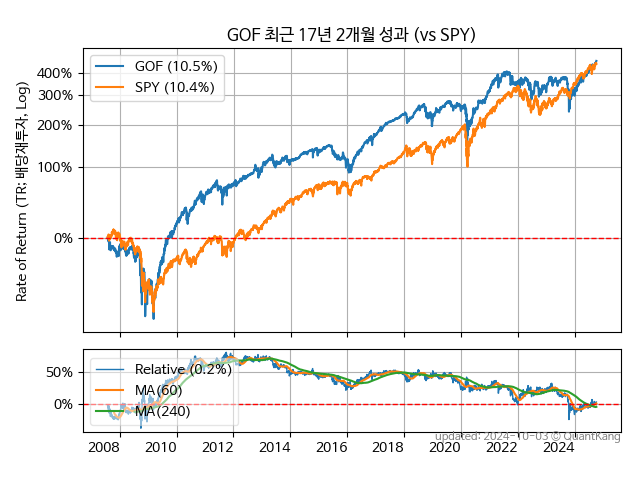 GOF 최근 17년 2개월 성과 (vs SPY)
GOF (10.5%)
SPY (10.4%)
400%
300%
200%
100%
0%
Rate of Return (TR; 배당재투자, Log)
Relative (0.2%)
MA(60)
MA(240)
50%
0%
updated: 2024-10-03 © QuantKang
2008 2010 2012 2014 2016 2018 2020 2022 2024